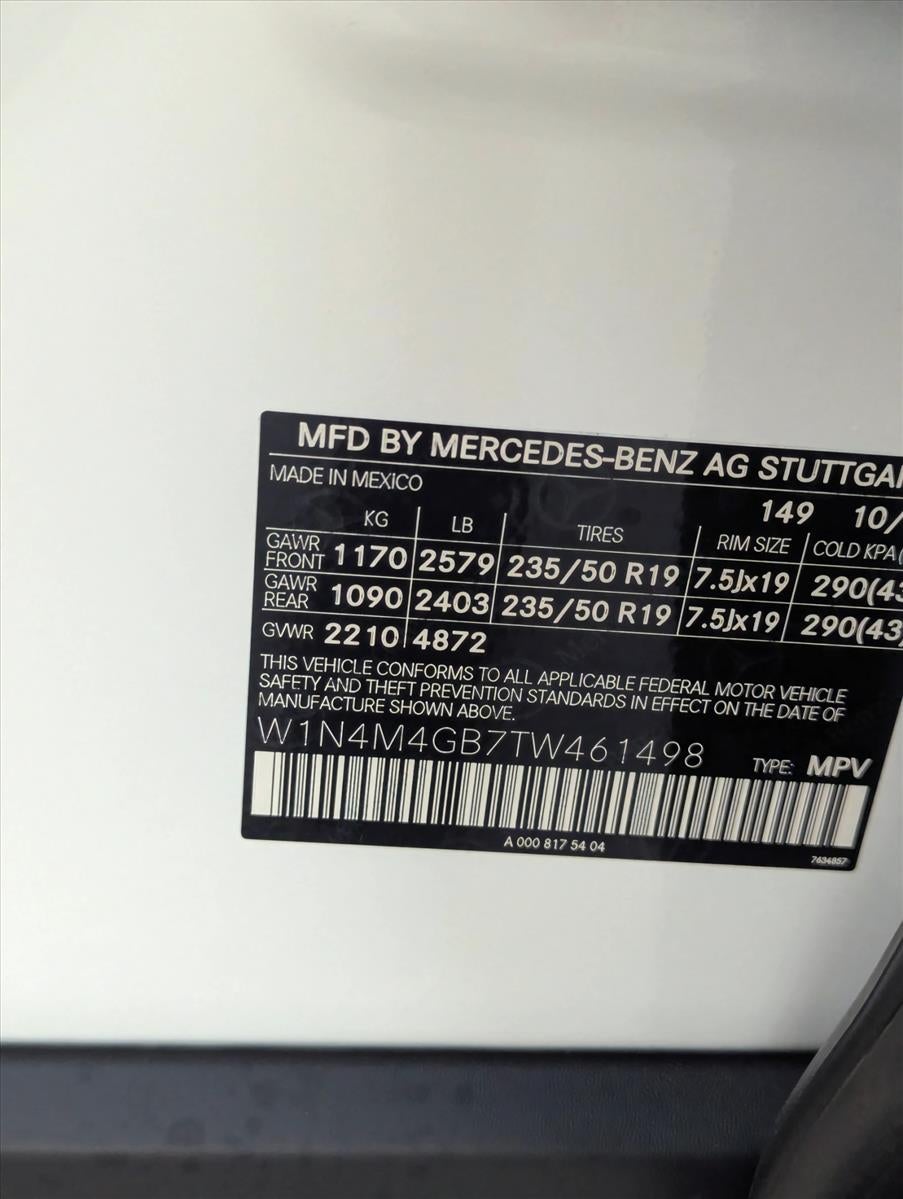 MFD BY MERCEDES-BENZ AG STUTTGA
MADE IN MEXICO
149 10/
KG LB TIRES RIM SIZE COLD KPA(
GAWR FRONT 1170 2579 235/50 R19 7.5Jx19 290(43
GAWR REAR 1090 2403 235/50 R19 7.5Jx19 290(43)
GVWR 2210 4872
THIS VEHICLE CONFORMS TO ALL APPLICABLE FEDERAL MOTOR VEHICLE
SAFETY AND THEFT PREVENTION STANDARDS IN EFFECT ON THE DATE OF
MANUFACTURE SHOWN ABOVE.
W1N4M4GB7TW461498 TYPE: MPV
A 000 817 54 04
7634857